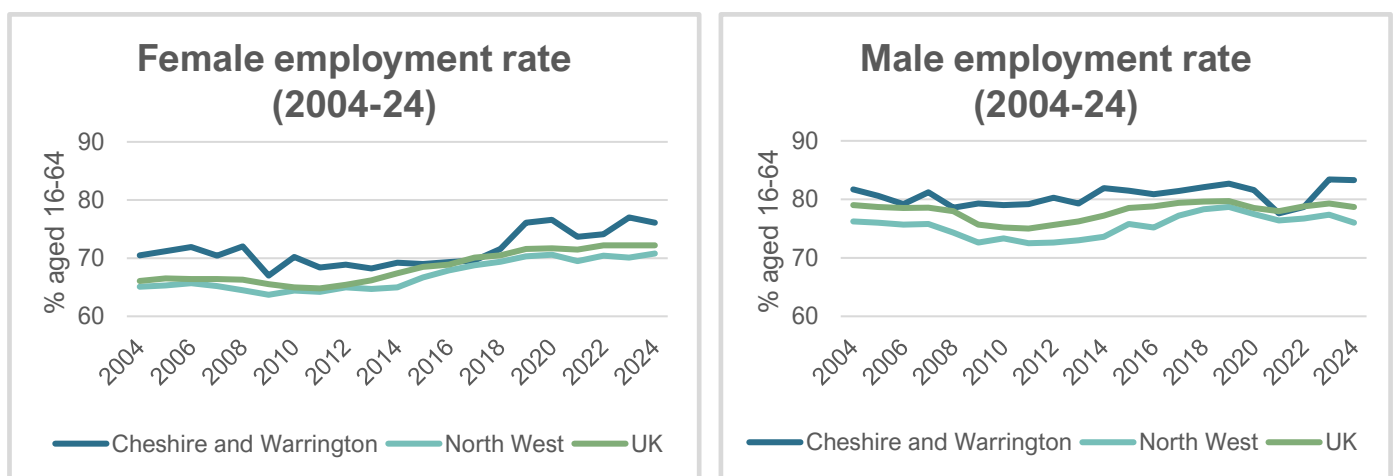 Female employment rate
(2004-24)
% aged 16-64
90
80
70
60
2004 2006 2008 2010 2012 2014 2016 2018 2020 2022 2024
Cheshire and Warrington North West UK
Male employment rate
(2004-24)
% aged 16-64
90
80
70
60
2004 2006 2008 2010 2012 2014 2016 2018 2020 2022 2024
Cheshire and Warrington North West UK